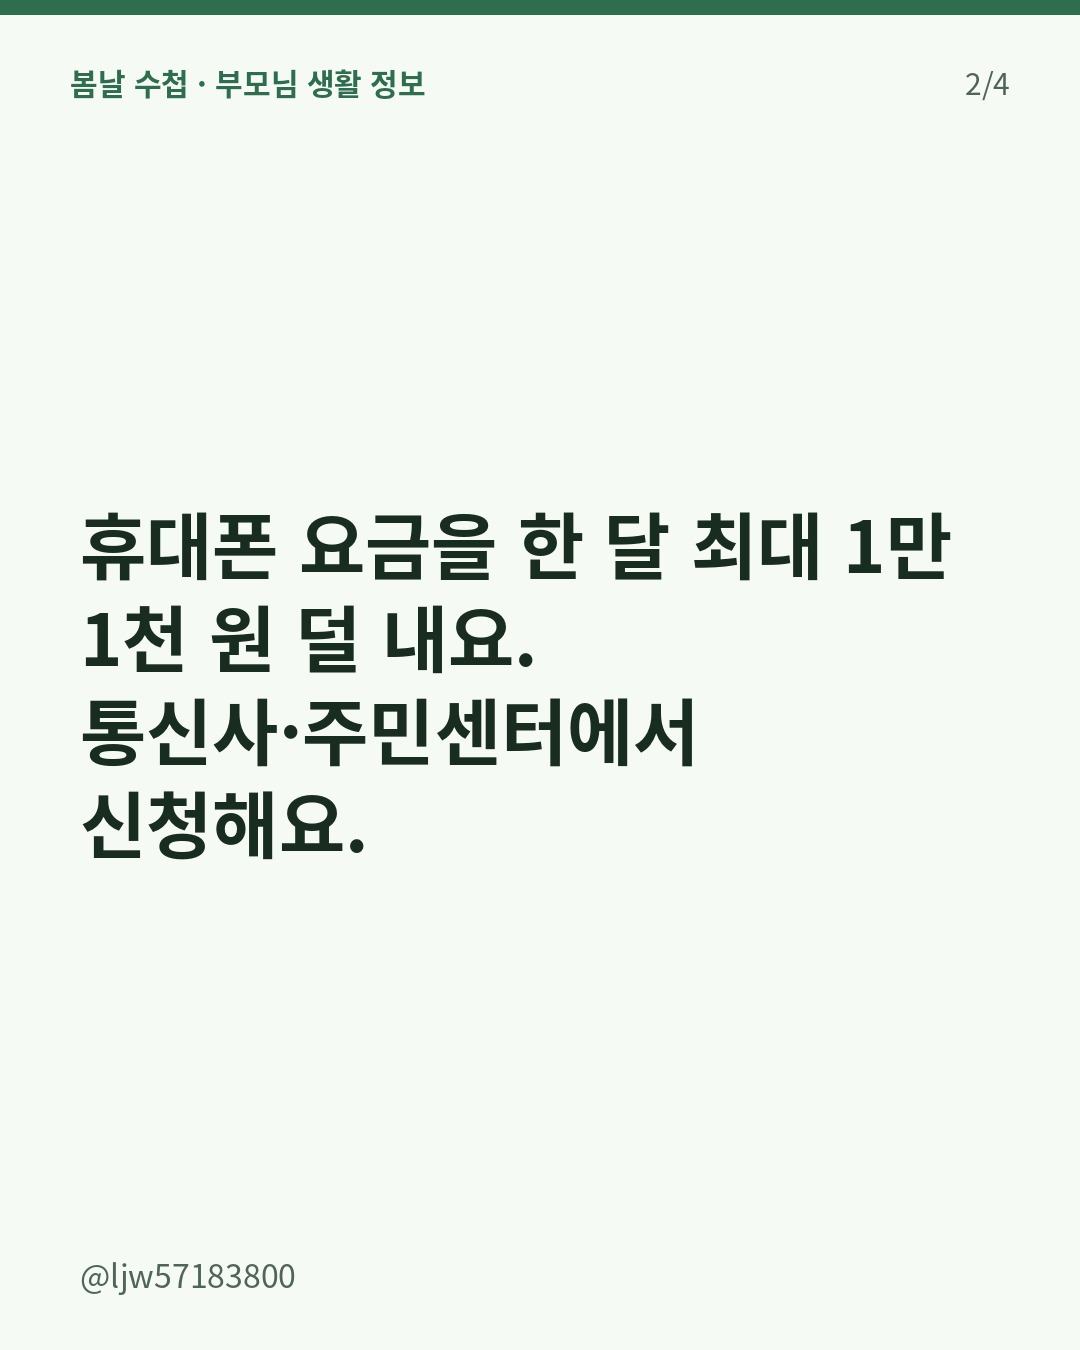 봄날 수첩 · 부모님 생활 정보
2/4
휴대폰 요금을 한 달 최대 1만
1천 원 덜 내요.
통신사·주민센터에서
신청해요.
@ljw57183800